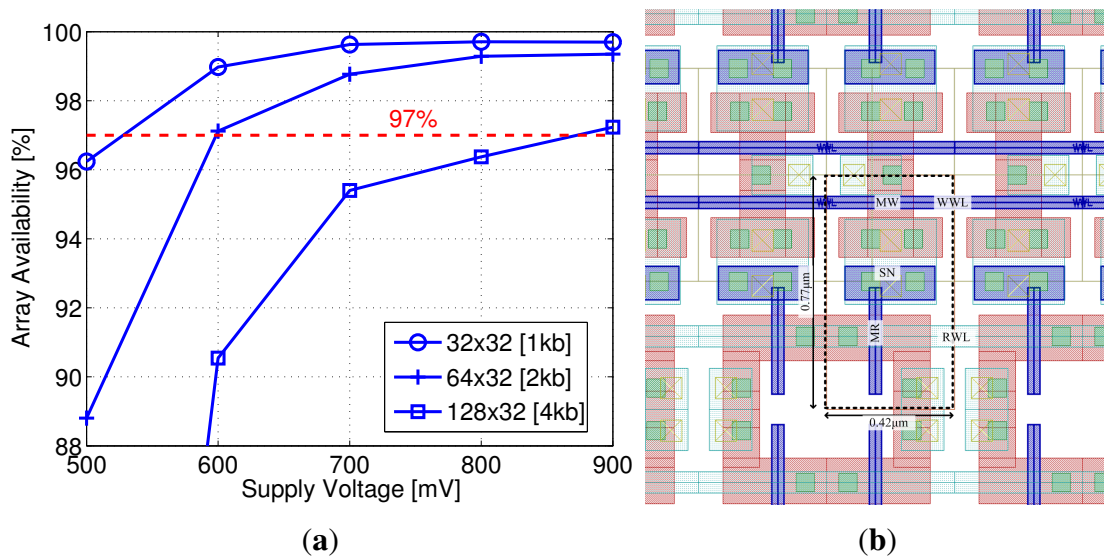 100
98
96
94
92
90
88
Array Availability [%]
97%
32x32 [1kb]
64x32 [2kb]
128x32 [4kb]
500
600
700
800
900
Supply Voltage [mV]
(a)
WWL
WWL
WWL
WWL
MW
WWL
SN
0.77µm
MR
RWL
0.42µm
(b)